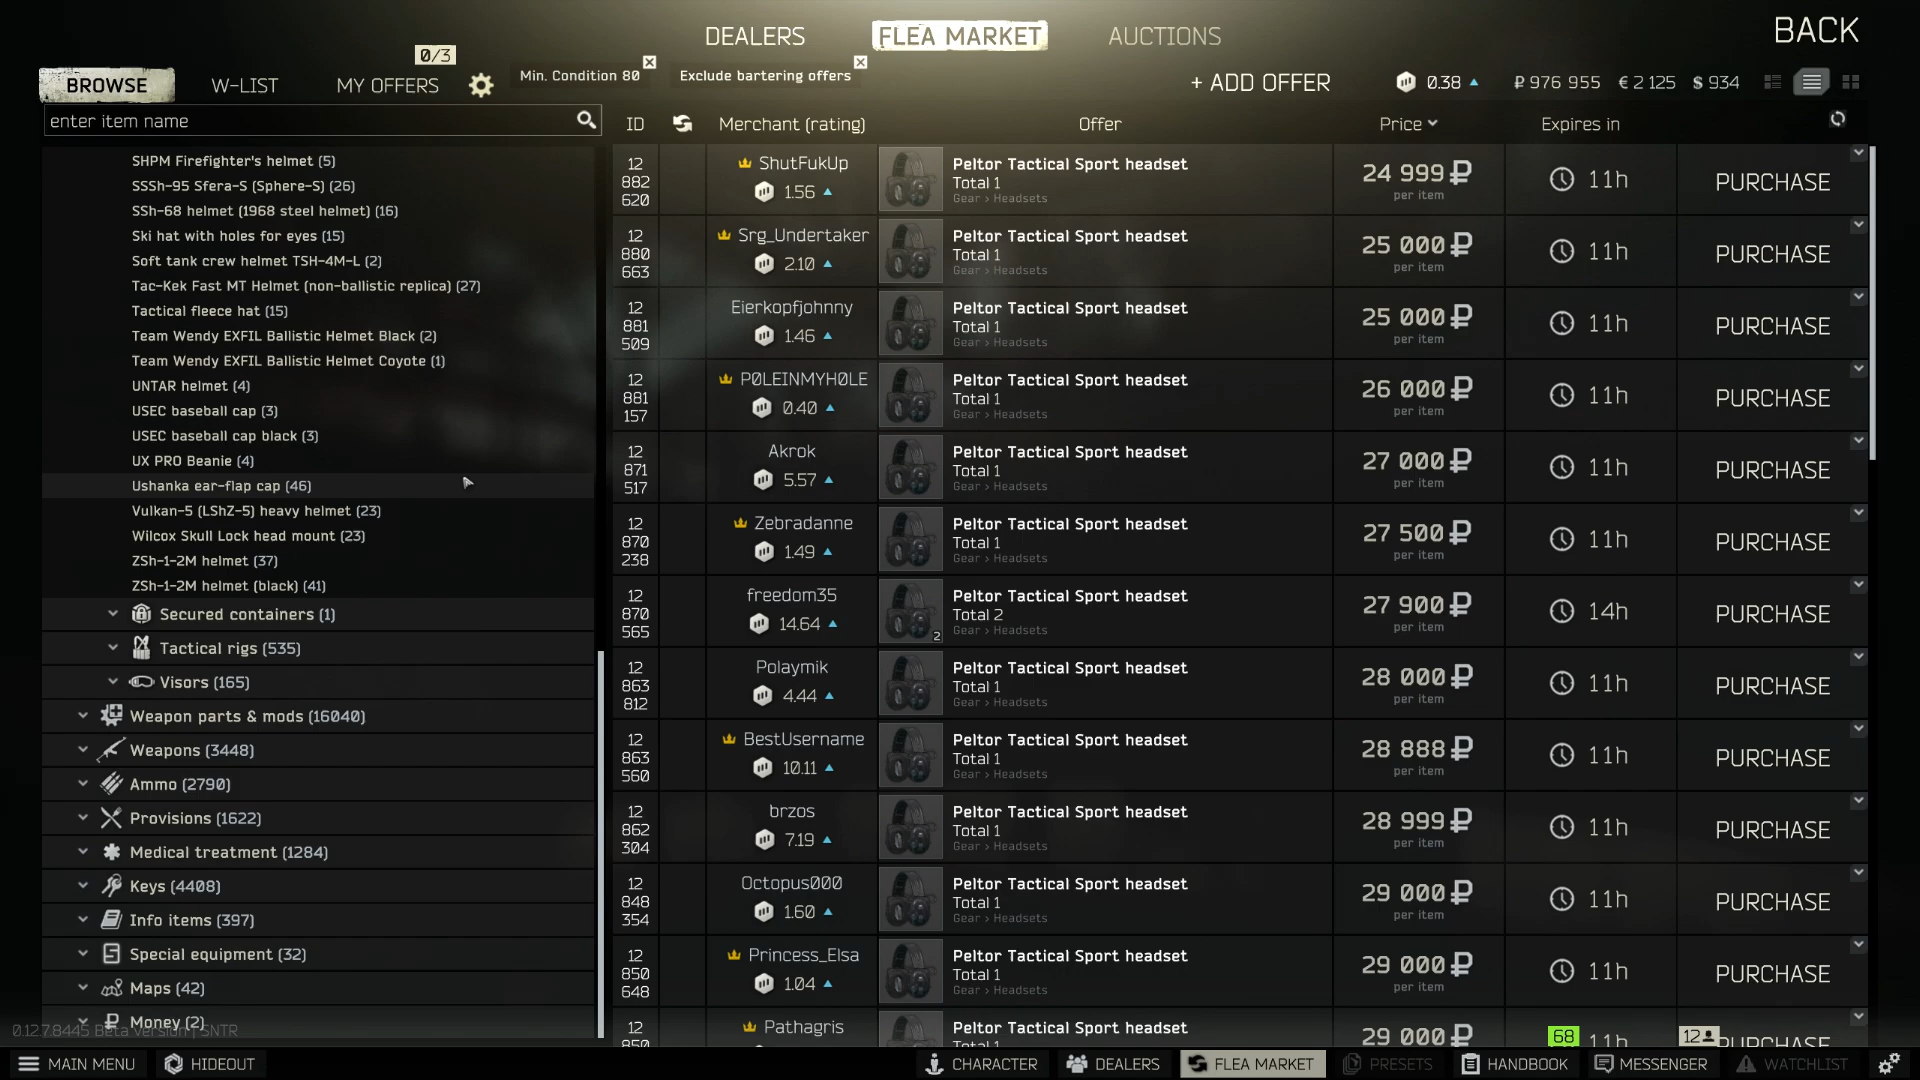 DEALERS
FLEA MARKET
AUCTIONS
BACK
BROWSE
W-LIST
MY OFFERS
0/3
Min. Condition 80
Exclude bartering offers
+ ADD OFFER
0.38
₽ 976 955
€ 2 125
$ 934
enter item name
SHPM Firefighter's helmet (5)
SSSh-95 Sfera-S (Sphere-S) (26)
SSh-68 helmet (1968 steel helmet) (16)
Ski hat with holes for eyes (15)
Soft tank crew helmet TSH-4M-L (2)
Tac-Kek Fast MT Helmet (non-ballistic replica) (27)
Tactical fleece hat (15)
Team Wendy EXFIL Ballistic Helmet Black (2)
Team Wendy EXFIL Ballistic Helmet Coyote (1)
UNTAR helmet (4)
USEC baseball cap (3)
USEC baseball cap black (3)
UX PRO Beanie (4)
Ushanka ear-flap cap (46)
Vulkan-5 (LShZ-5) heavy helmet (23)
Wilcox Skull Lock head mount (23)
ZSh-1-2M helmet (37)
ZSh-1-2M helmet (black) (41)
Secured containers (1)
Tactical rigs (535)
Visors (165)
Weapon parts & mods (16040)
Weapons (3448)
Ammo (2790)
Provisions (1622)
Medical treatment (1284)
Keys (4408)
Info items (397)
Special equipment (32)
Maps (42)
Money (2)
0.12.7.8445 Beta version | SNTR
ID
Merchant (rating)
Offer
Price
Expires in
12 882 620
ShutFukUp
1.56
Peltor Tactical Sport headset
Total 1
Gear > Headsets
24 999 ₽
per item
11h
PURCHASE
12 880 663
Srg_Undertaker
2.10
Peltor Tactical Sport headset
Total 1
Gear > Headsets
25 000 ₽
per item
11h
PURCHASE
12 881 509
Eierkopfjohnny
1.46
Peltor Tactical Sport headset
Total 1
Gear > Headsets
25 000 ₽
per item
11h
PURCHASE
12 881 157
PØLEINMYHØLE
0.40
Peltor Tactical Sport headset
Total 1
Gear > Headsets
26 000 ₽
per item
11h
PURCHASE
12 871 517
Akrok
5.57
Peltor Tactical Sport headset
Total 1
Gear > Headsets
27 000 ₽
per item
11h
PURCHASE
12 870 238
Zebradanne
1.49
Peltor Tactical Sport headset
Total 1
Gear > Headsets
27 500 ₽
per item
11h
PURCHASE
12 870 565
freedom35
14.64
2
Peltor Tactical Sport headset
Total 2
Gear > Headsets
27 900 ₽
per item
14h
PURCHASE
12 863 812
Polaymik
4.44
Peltor Tactical Sport headset
Total 1
Gear > Headsets
28 000 ₽
per item
11h
PURCHASE
12 863 560
BestUsername
10.11
Peltor Tactical Sport headset
Total 1
Gear > Headsets
28 888 ₽
per item
11h
PURCHASE
12 862 304
brzos
7.19
Peltor Tactical Sport headset
Total 1
Gear > Headsets
28 999 ₽
per item
11h
PURCHASE
12 848 354
Octopus000
1.60
Peltor Tactical Sport headset
Total 1
Gear > Headsets
29 000 ₽
per item
11h
PURCHASE
12 850 648
Princess_Elsa
1.04
Peltor Tactical Sport headset
Total 1
Gear > Headsets
29 000 ₽
per item
11h
PURCHASE
12 850
Pathagris
Peltor Tactical Sport headset
29 000 ₽
68
11h
12
PURCHASE
MAIN MENU
HIDEOUT
CHARACTER
DEALERS
FLEA MARKET
PRESETS
HANDBOOK
MESSENGER
WATCHLIST